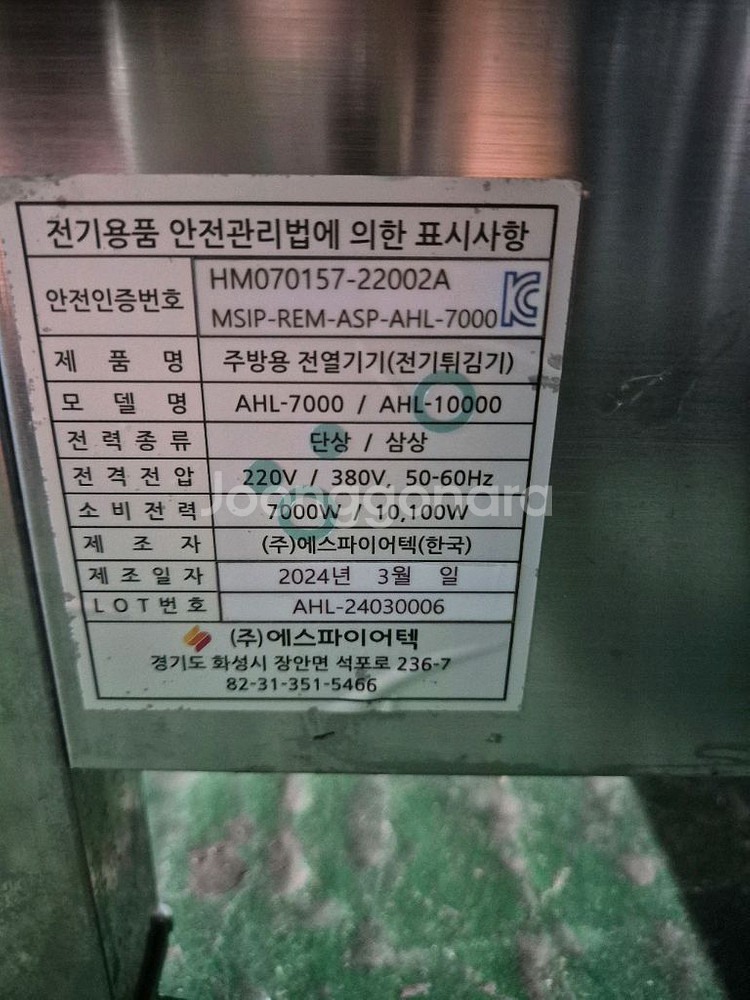 전기용품 안전관리법에 의한 표시사항
안전인증번호 HM070157-22002A
MSIP-REM-ASP-AHL-7000
제 품 명 주방용 전열기기(전기튀김기)
모 델 명 AHL-7000 / AHL-10000
전 력 종 류 단상 / 삼상
전 격 전 압 220V / 380V, 50-60Hz
소 비 전 력 7000W / 10,100W
제 조 자 (주)에스파이어텍(한국)
제 조 일 자 2024년 3월 일
LOT번호 AHL-24030006
(주)에스파이어텍
경기도 화성시 장안면 석포로 236-7
82-31-351-5466
Joonggonara